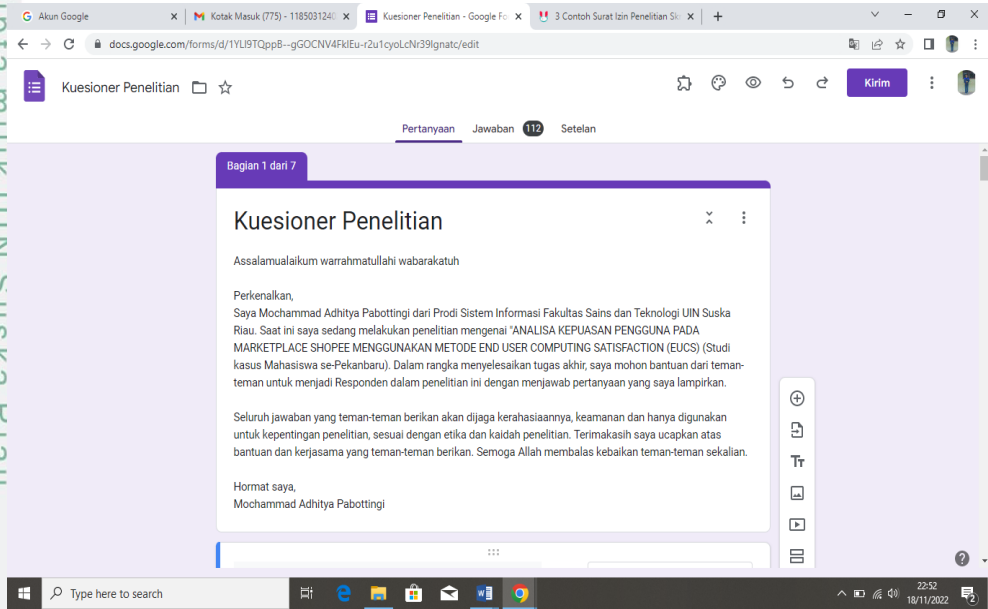 Akun Google
Kotak Masuk (775) - 1185031240
Kuesioner Penelitian - Google Fo
3 Contoh Surat Izin Penelitian Sk
docs.google.com/forms/d/1YLI9TQppB--gGOCNV4FkIEu-r2u1cyoLcNr39Ignatc/edit
Kuesioner Penelitian
Kirim
Pertanyaan Jawaban 112 Setelan
Bagian 1 dari 7
Kuesioner Penelitian
Assalamualaikum warrahmatullahi wabarakatuh
Perkenalkan,
Saya Mochammad Adhitya Pabottingi dari Prodi Sistem Informasi Fakultas Sains dan Teknologi UIN Suska
Riau. Saat ini saya sedang melakukan penelitian mengenai "ANALISA KEPUASAN PENGGUNA PADA
MARKETPLACE SHOPEE MENGGUNAKAN METODE END USER COMPUTING SATISFACTION (EUCS) (Studi
kasus Mahasiswa se-Pekanbaru). Dalam rangka menyelesaikan tugas akhir, saya mohon bantuan dari teman-
teman untuk menjadi Responden dalam penelitian ini dengan menjawab pertanyaan yang saya lampirkan.
Seluruh jawaban yang teman-teman berikan akan dijaga kerahasiaannya, keamanan dan hanya digunakan
untuk kepentingan penelitian, sesuai dengan etika dan kaidah penelitian. Terimakasih saya ucapkan atas
bantuan dan kerjasama yang teman-teman berikan. Semoga Allah membalas kebaikan teman-teman sekalian.
Hormat saya,
Mochammad Adhitya Pabottingi
Type here to search
22:52
18/11/2022